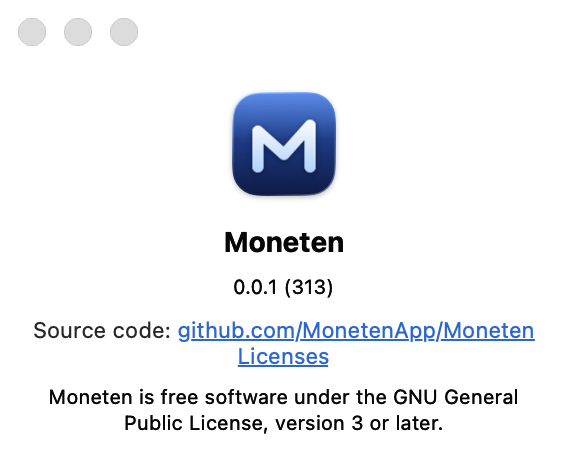 M
Moneten
0.0.1 (313)
Source code: github.com/MonetenApp/Moneten
Licenses
Moneten is free software under the GNU General
Public License, version 3 or later.